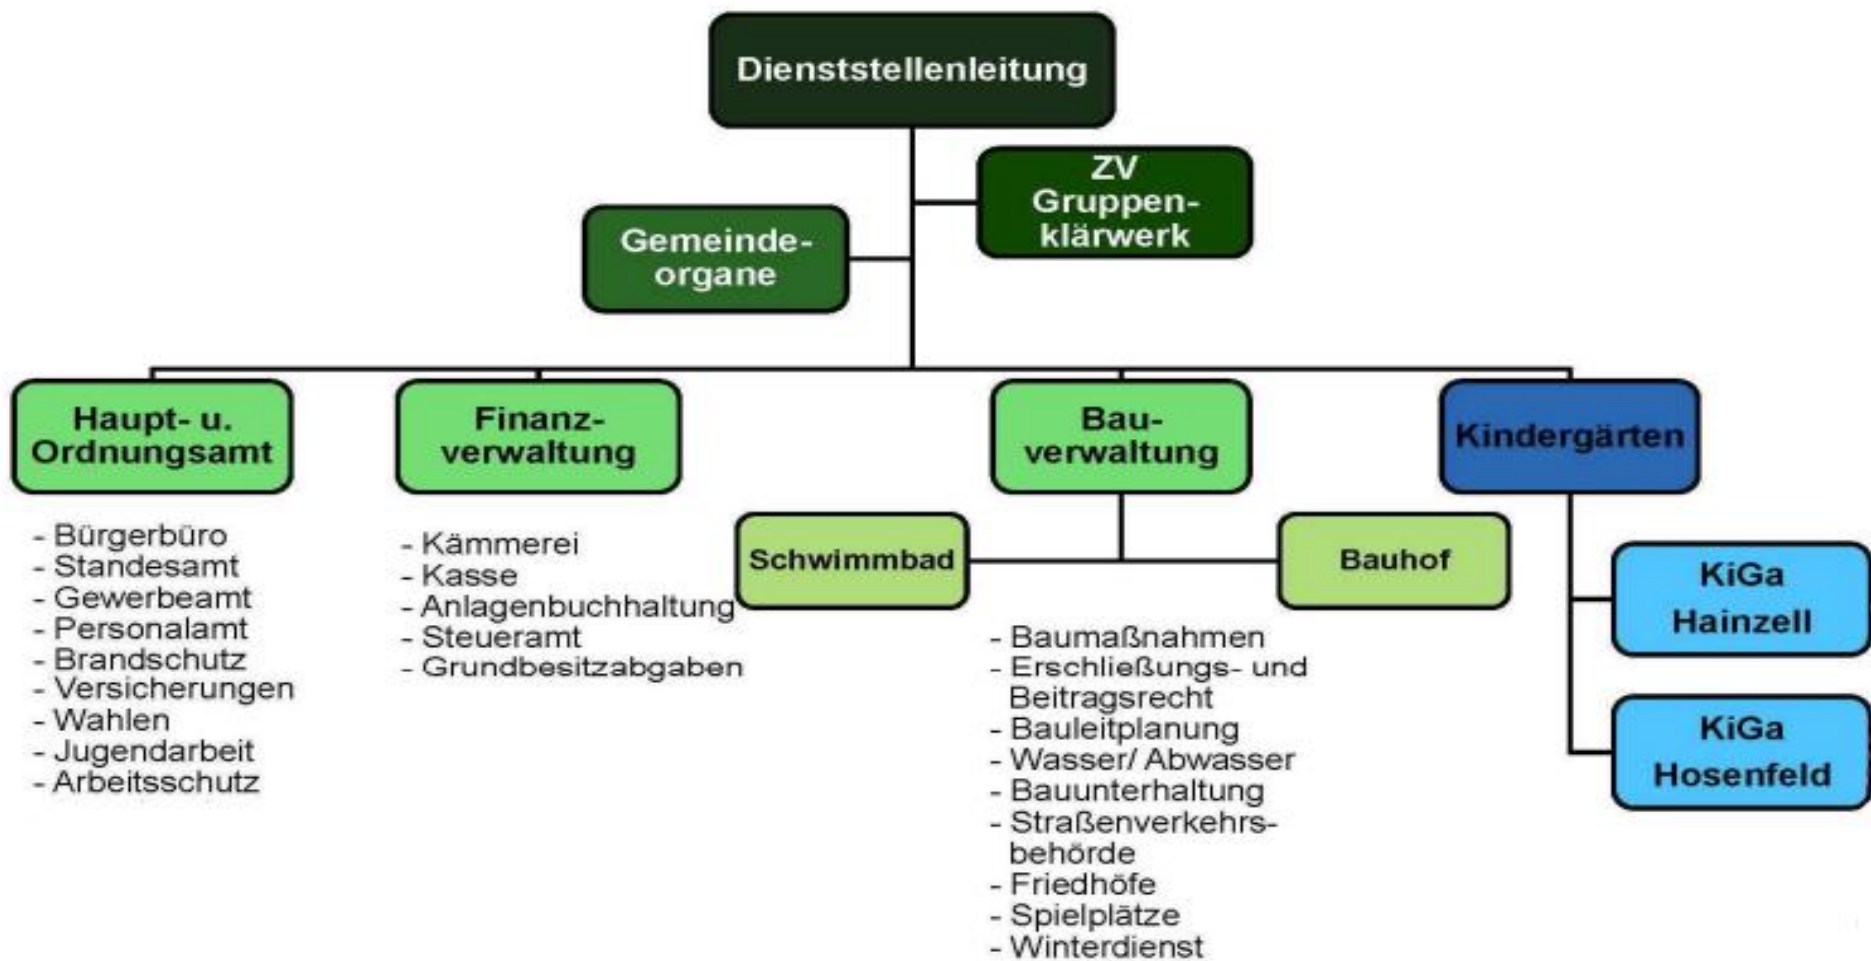 Dienststellenleitung
ZV
Gruppen-
klärwerk
Gemeinde-
organe
Haupt- u.
Ordnungsamt
- Bürgerbüro
- Standesamt
- Gewerbeamt
- Personalamt
- Brandschutz
- Versicherungen
- Wahlen
- Jugendarbeit
- Arbeitsschutz
Finanz-
verwaltung
- Kämmerei
- Kasse
- Anlagenbuchhaltung
- Steueramt
- Grundbesitzabgaben
Bau-
verwaltung
Schwimmbad
Bauhof
- Baumaßnahmen
- Erschließungs- und
Beitragsrecht
- Bauleitplanung
- Wasser/ Abwasser
- Bauunterhaltung
- Straßenverkehrs-
behörde
- Friedhöfe
- Spielplätze
- Winterdienst
Kindergärten
KiGa
Hainzell
KiGa
Hosenfeld